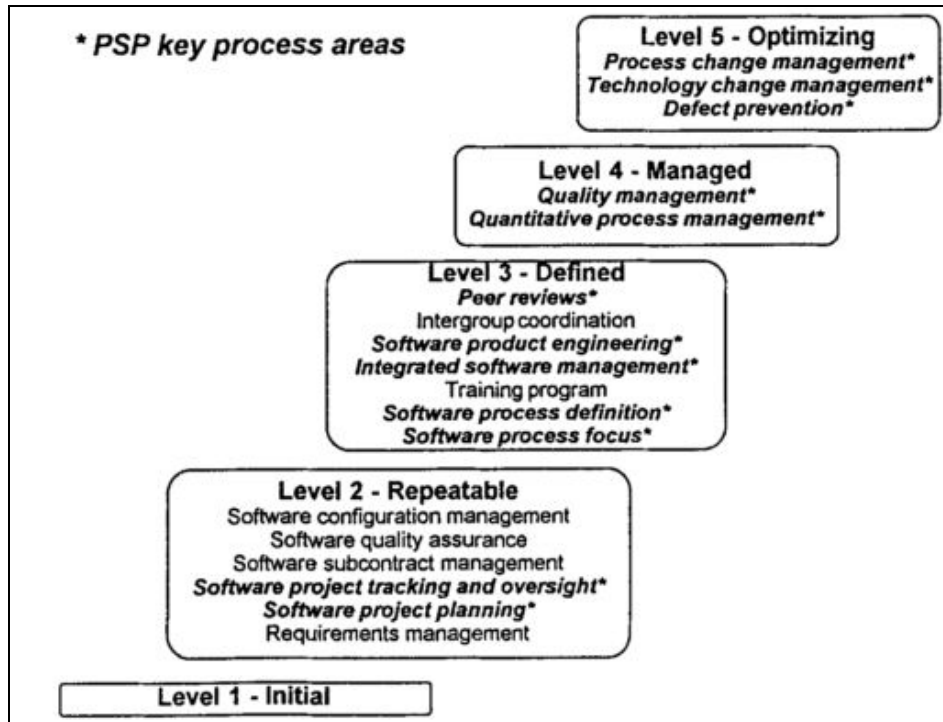 * PSP key process areas
Level 5 - Optimizing
Process change management*
Technology change management*
Defect prevention*
Level 4 - Managed
Quality management*
Quantitative process management*
Level 3 - Defined
Peer reviews*
Intergroup coordination
Software product engineering*
Integrated software management*
Training program
Software process definition*
Software process focus*
Level 2 - Repeatable
Software configuration management
Software quality assurance
Software subcontract management
Software project tracking and oversight*
Software project planning*
Requirements management
Level 1 - Initial